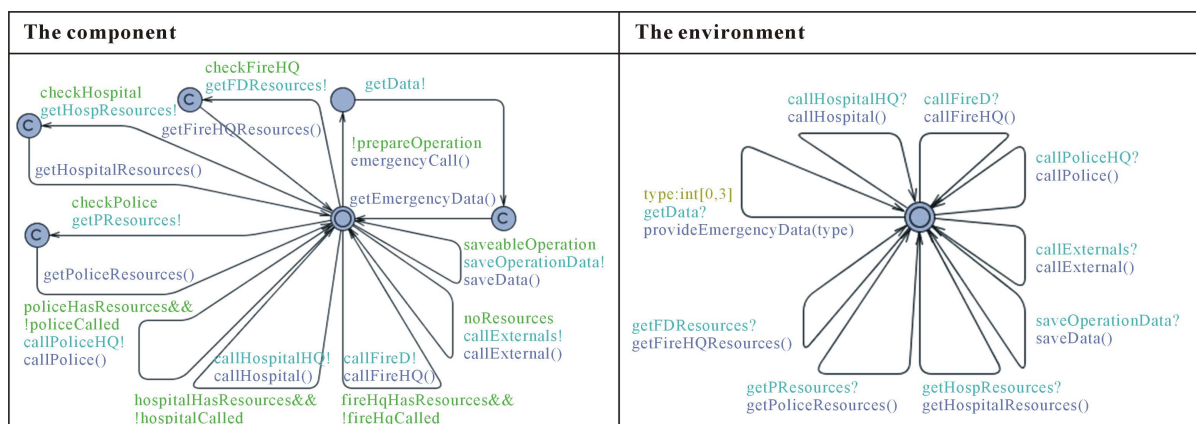 The component
The environment
checkFireHQ
getFDResources!
getData!
checkHospital
getHospResources!
C
C
getFireHQResources()
!prepareOperation
emergencyCall()
getHospitalResources()
getEmergencyData()
C
checkPolice
getPResources!
C
getPoliceResources()
saveableOperation
saveOperationData!
saveData()
policeHasResources&&
!policeCalled
callPoliceHQ!
callPolice()
noResources
callExternals!
callExternal()
callHospitalHQ!
callHospital()
callFireD!
callFireHQ()
hospitalHasResources&&
!hospitalCalled
fireHqHasResources&&
!fireHqCalled
callHospitalHQ?
callHospital()
callFireD?
callFireHQ()
callPoliceHQ?
callPolice()
type:int[0,3]
getData?
provideEmergencyData(type)
callExternals?
callExternal()
getFDResources?
getFireHQResources()
saveOperationData?
saveData()
getPResources?
getPoliceResources()
getHospResources?
getHospitalResources()